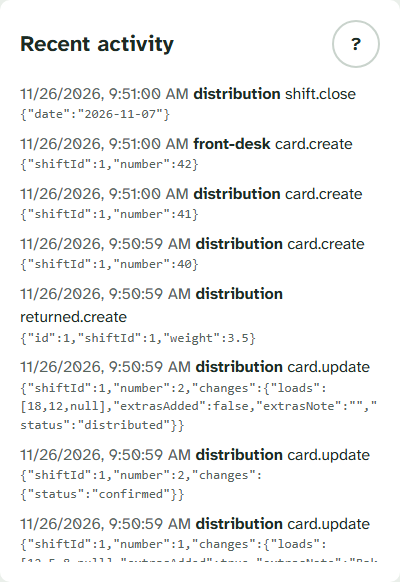 Recent activity
?
11/26/2026, 9:51:00 AM distribution shift.close
{"date":"2026-11-07"}
11/26/2026, 9:51:00 AM front-desk card.create
{"shiftId":1,"number":42}
11/26/2026, 9:51:00 AM distribution card.create
{"shiftId":1,"number":41}
11/26/2026, 9:50:59 AM distribution card.create
{"shiftId":1,"number":40}
11/26/2026, 9:50:59 AM distribution
returned.create
{"id":1,"shiftId":1,"weight":3.5}
11/26/2026, 9:50:59 AM distribution card.update
{"shiftId":1,"number":2,"changes":{"loads":
[18,12,null],"extrasAdded":false,"extrasNote":"","
status":"distributed"}}
11/26/2026, 9:50:59 AM distribution card.update
{"shiftId":1,"number":2,"changes":
{"status":"confirmed"}}
11/26/2026, 9:50:59 AM distribution card.update
{"shiftId":1,"number":1,"changes":{"loads":